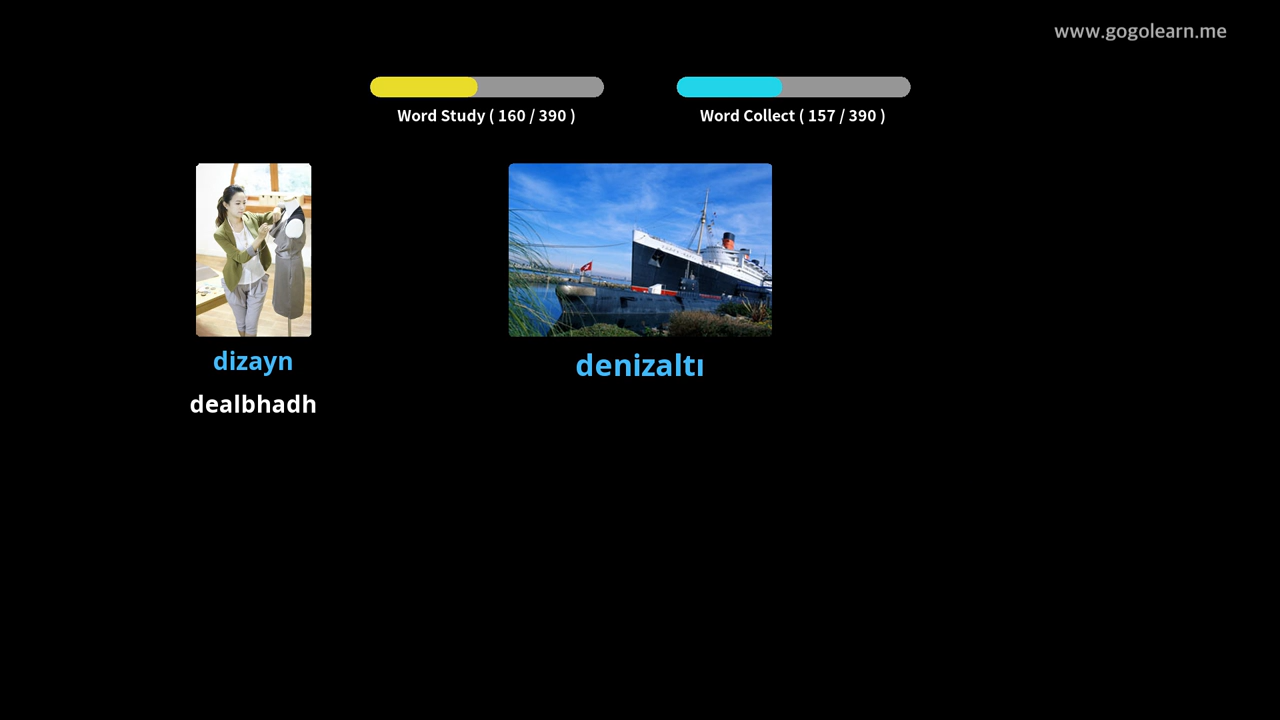 www.gogolearn.me
Word Study ( 160 / 390 )
Word Collect ( 157 / 390 )
dizayn
denizaltı
dealbhadh